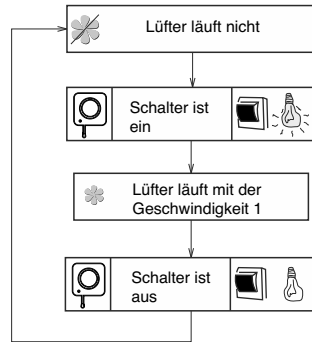 Lüfter läuft nicht
Schalter ist
ein
Lüfter läuft mit der
Geschwindigkeit 1
Schalter ist
aus